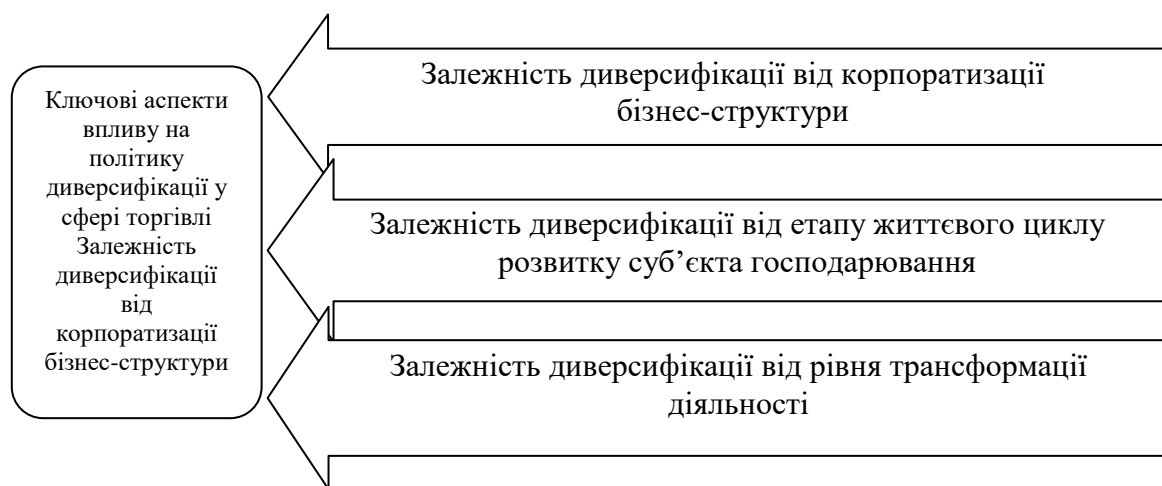 Ключові аспекти
впливу на
політику
диверсифікації у
сфері торгівлі
Залежність
диверсифікації
від
корпоратизації
бізнес-структури
Залежність диверсифікації від корпоратизації
бізнес-структури
Залежність диверсифікації від етапу життєвого циклу
розвитку суб’єкта господарювання
Залежність диверсифікації від рівня трансформації
діяльності